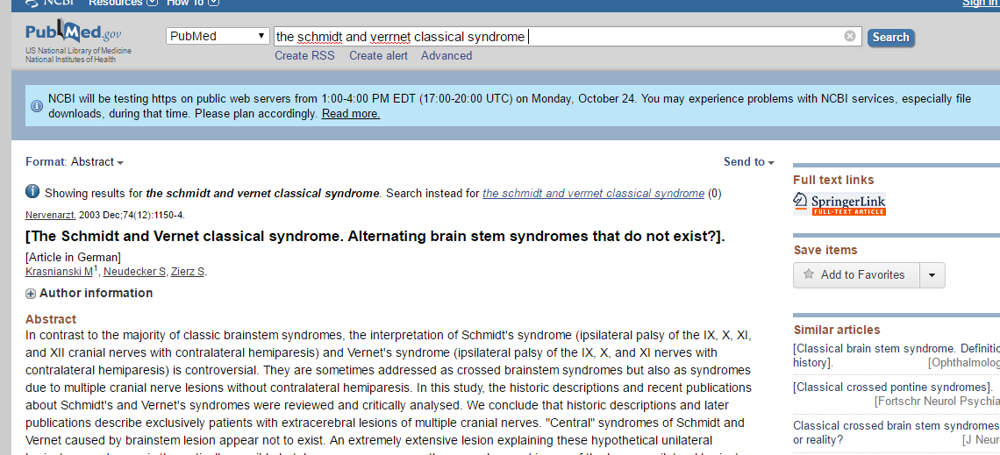 NCBI Resources How To Sign in
PubMed.gov
US National Library of Medicine
National Institutes of Health
PubMed
the schmidt and verrnet classical syndrome
Search
Create RSS Create alert Advanced
NCBI will be testing https on public web servers from 1:00-4:00 PM EDT (17:00-20:00 UTC) on Monday, October 24. You may experience problems with NCBI services, especially file
downloads, during that time. Please plan accordingly. Read more.
Format: Abstract
Send to
Showing results for the schmidt and vernet classical syndrome. Search instead for the schmidt and vermet classical syndrome (0)
Nervenarzt. 2003 Dec;74(12):1150-4.
[The Schmidt and Vernet classical syndrome. Alternating brain stem syndromes that do not exist?].
[Article in German]
Krasnianski M1, Neudecker S, Zierz S.
Author information
Abstract
In contrast to the majority of classic brainstem syndromes, the interpretation of Schmidt's syndrome (ipsilateral palsy of the IX, X, XI,
and XII cranial nerves with contralateral hemiparesis) and Vernet's syndrome (ipsilateral palsy of the IX, X, and XI nerves with
contralateral hemiparesis) is controversial. They are sometimes addressed as crossed brainstem syndromes but also as syndromes
due to multiple cranial nerve lesions without contralateral hemiparesis. In this study, the historic descriptions and recent publications
about Schmidt's and Vernet's syndromes were reviewed and critically analysed. We conclude that historic descriptions and later
publications describe exclusively patients with extracerebral lesions of multiple cranial nerves. "Central" syndromes of Schmidt and
Vernet caused by brainstem lesion appear not to exist. An extremely extensive lesion explaining these hypothetical unilateral
Full text links
SpringerLink
FULL-TEXT ARTICLE
Save items
Add to Favorites
Similar articles
[Classical brain stem syndrome. Definitio
history]. [Ophthalmolog
[Classical crossed pontine syndromes].
[Fortschr Neurol Psychia
Classical crossed brain stem syndromes
or reality? [J Neur